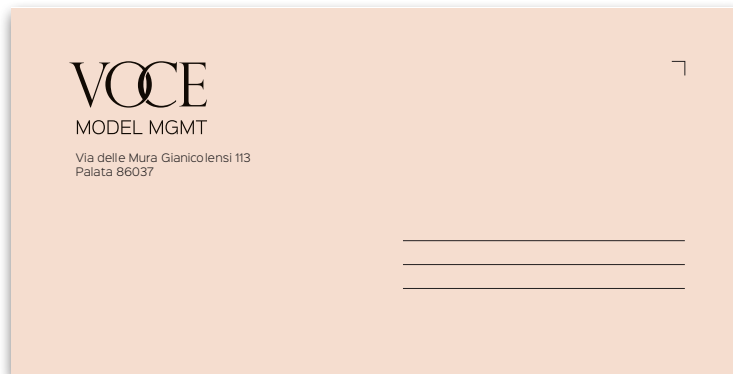 VOCE
MODEL MGMT
Via delle Mura Gianicolensi 113
Palata 86037